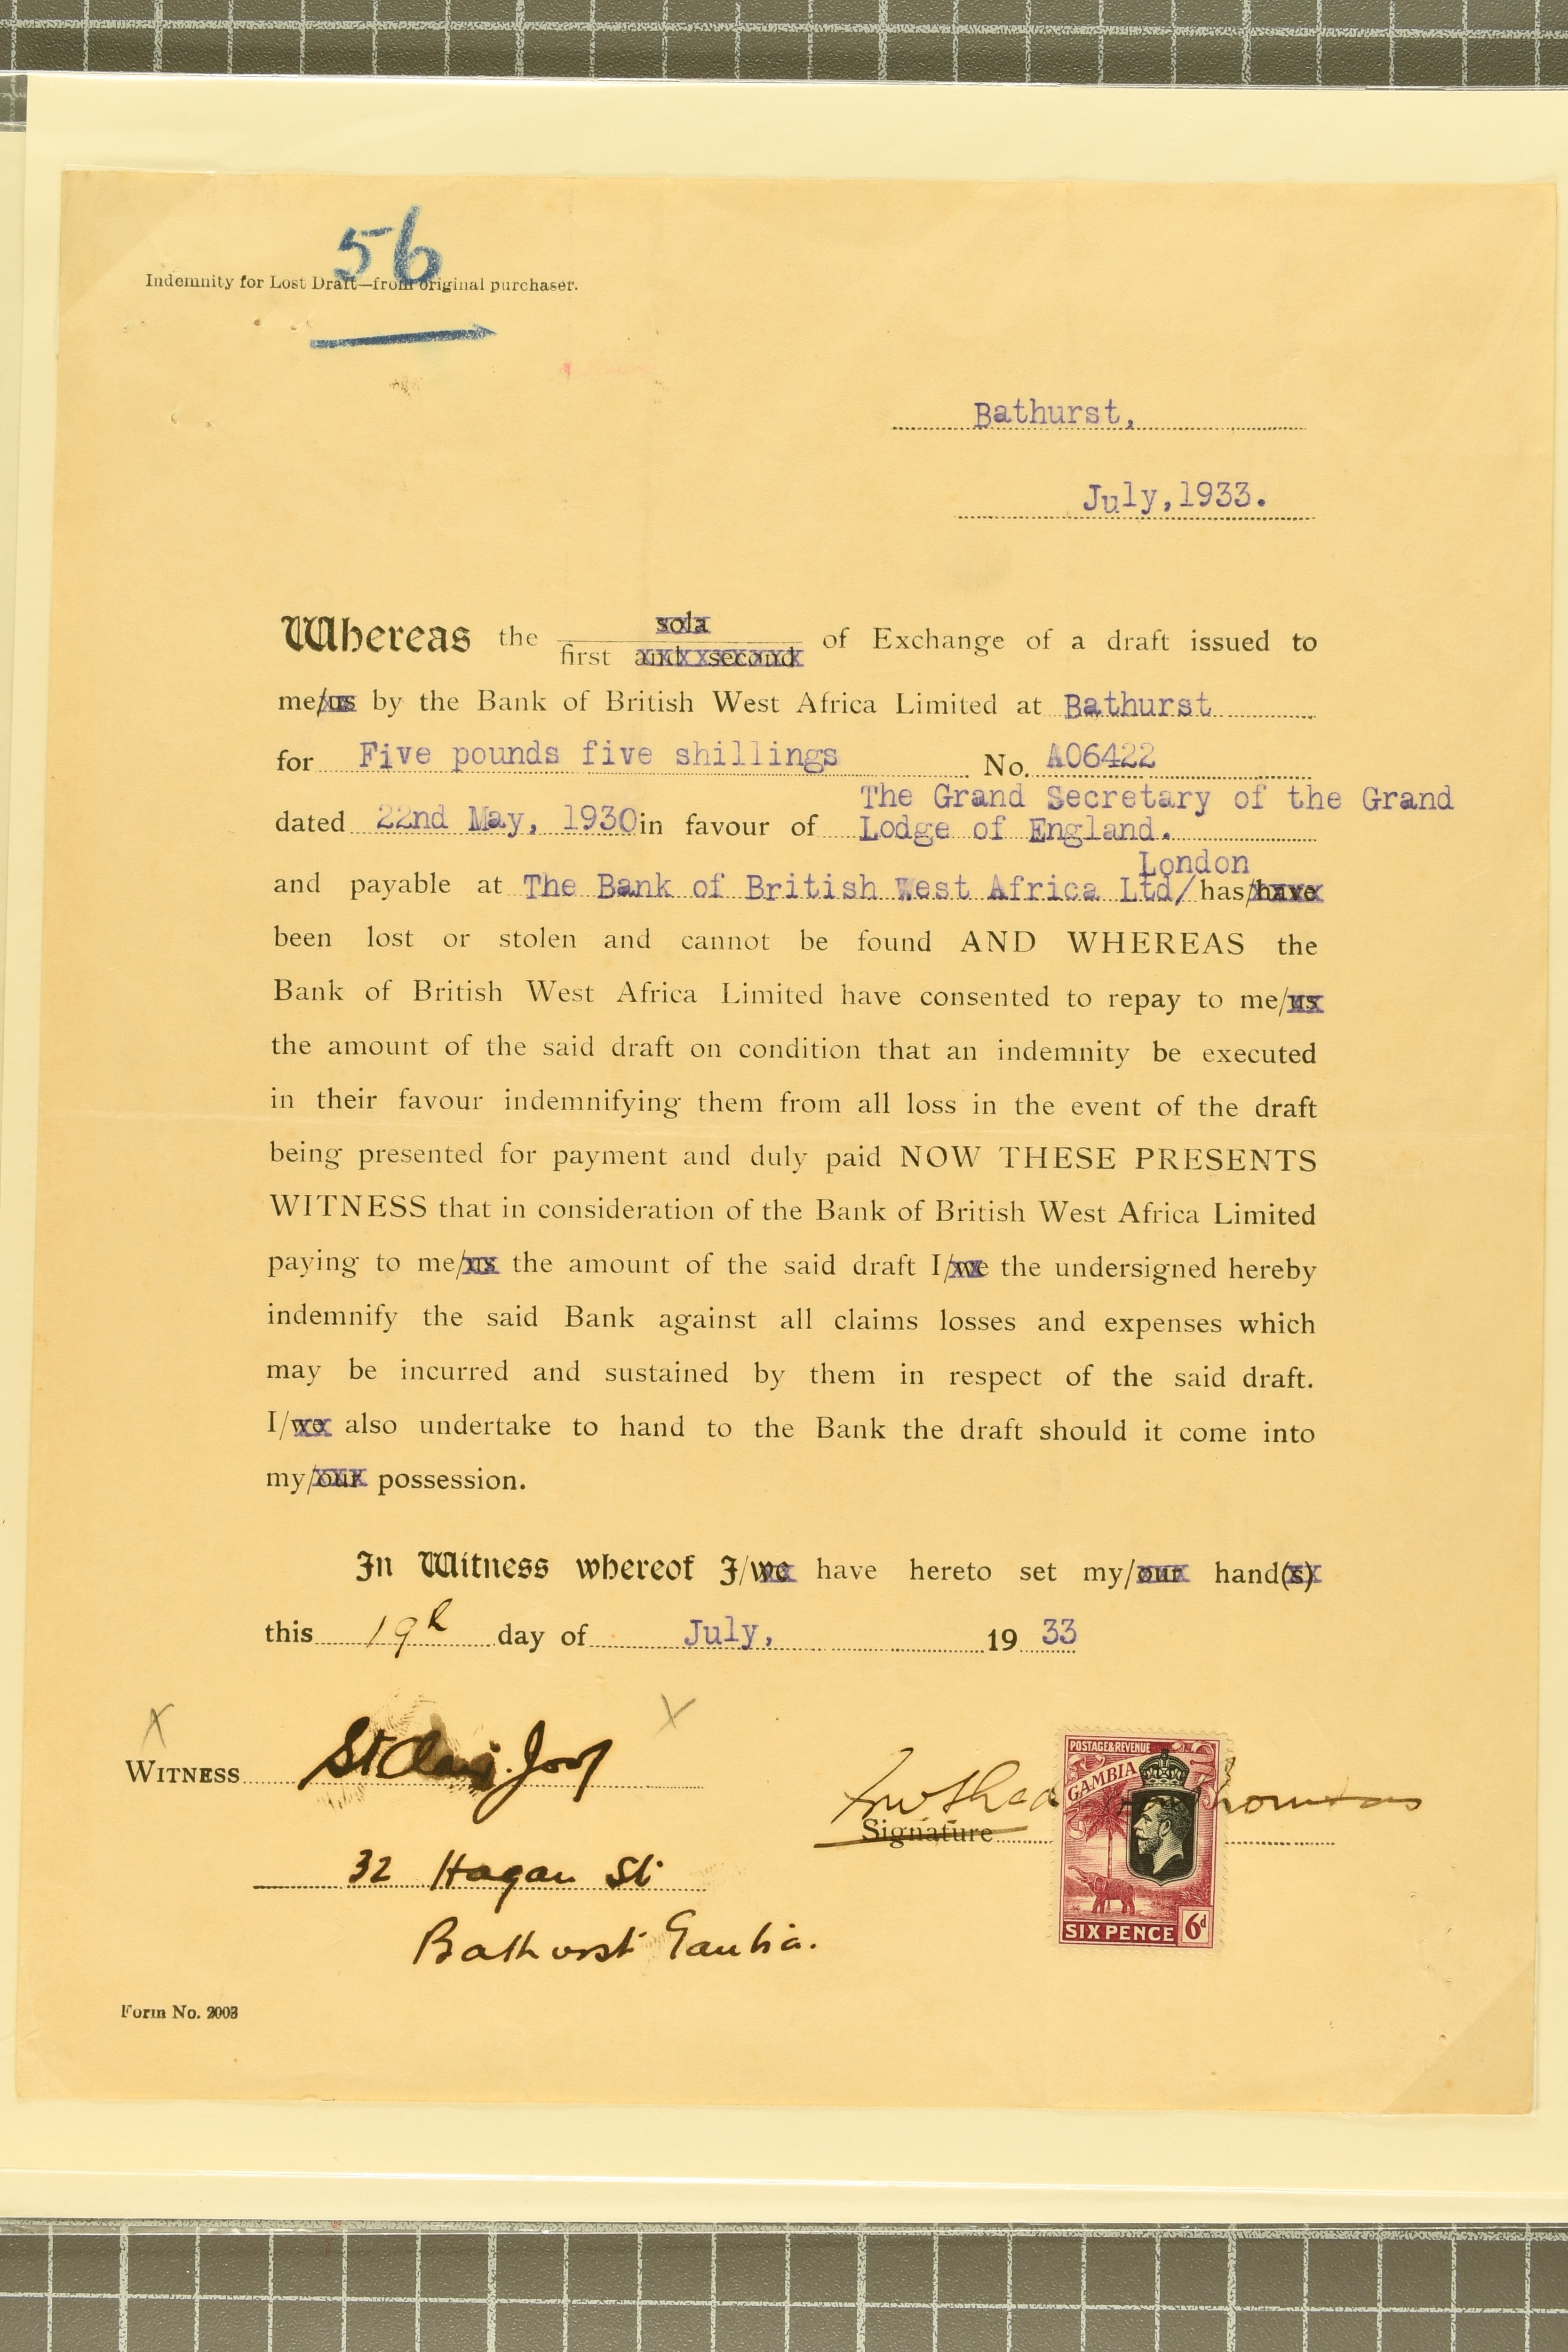 56
Indemnity for Lost Draft—from original purchaser.
Bathurst,
July,1933.
Whereas the sola
first and second of Exchange of a draft issued to
me/us by the Bank of British West Africa Limited at Bathurst
for Five pounds five shillings No. A06422
The Grand Secretary of the Grand
dated 22nd May, 1930 in favour of Lodge of England.
London
and payable at The Bank of British West Africa Ltd/ has/have
been lost or stolen and cannot be found AND WHEREAS the
Bank of British West Africa Limited have consented to repay to me/us
the amount of the said draft on condition that an indemnity be executed
in their favour indemnifying them from all loss in the event of the draft
being presented for payment and duly paid NOW THESE PRESENTS
WITNESS that in consideration of the Bank of British West Africa Limited
paying to me/us the amount of the said draft I/we the undersigned hereby
indemnify the said Bank against all claims losses and expenses which
may be incurred and sustained by them in respect of the said draft.
I/we also undertake to hand to the Bank the draft should it come into
my/our possession.
In Witness whereof I/we have hereto set my/our hand(s)
this 19th day of July, 19 33
X X
WITNESS St Joof
Thomas
Signature
POSTAGE & REVENUE
GAMBIA
SIX PENCE 6d
32 Hagan St
Bathurst Gambia.
Form No. 2003